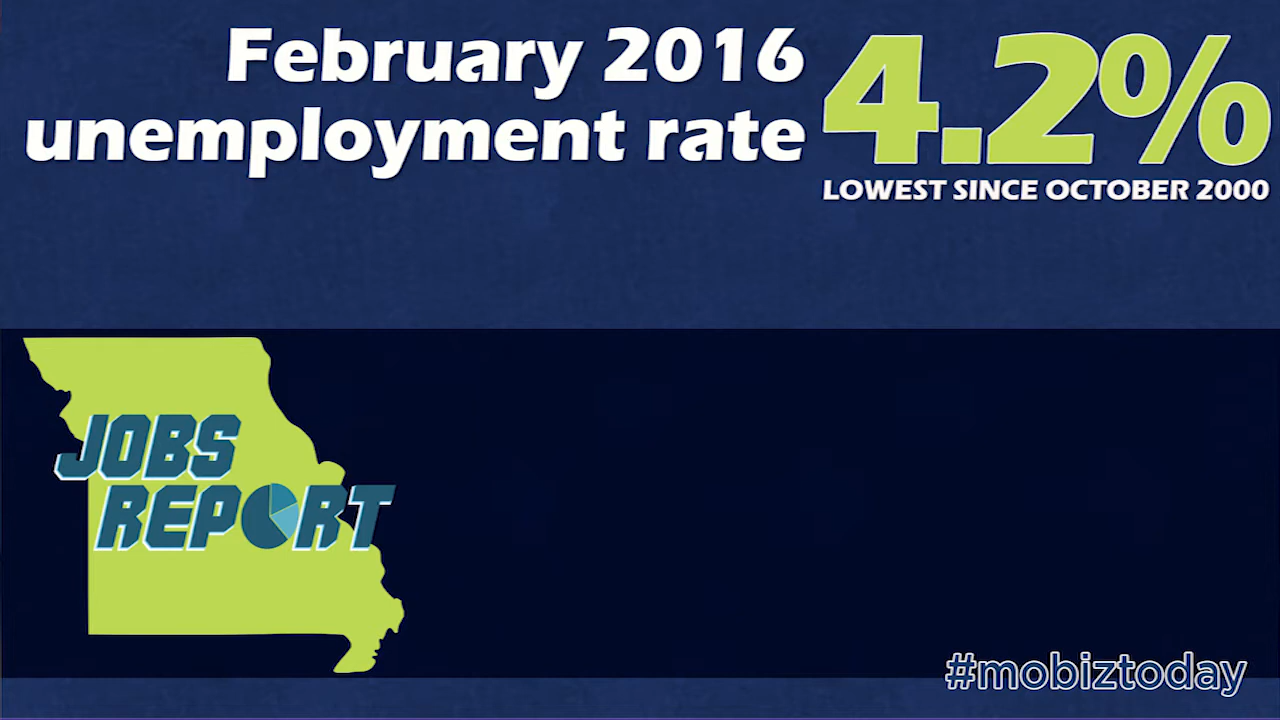 February 2016
unemployment rate
4.2%
LOWEST SINCE OCTOBER 2000
JOBS
REPORT
#mobiztoday